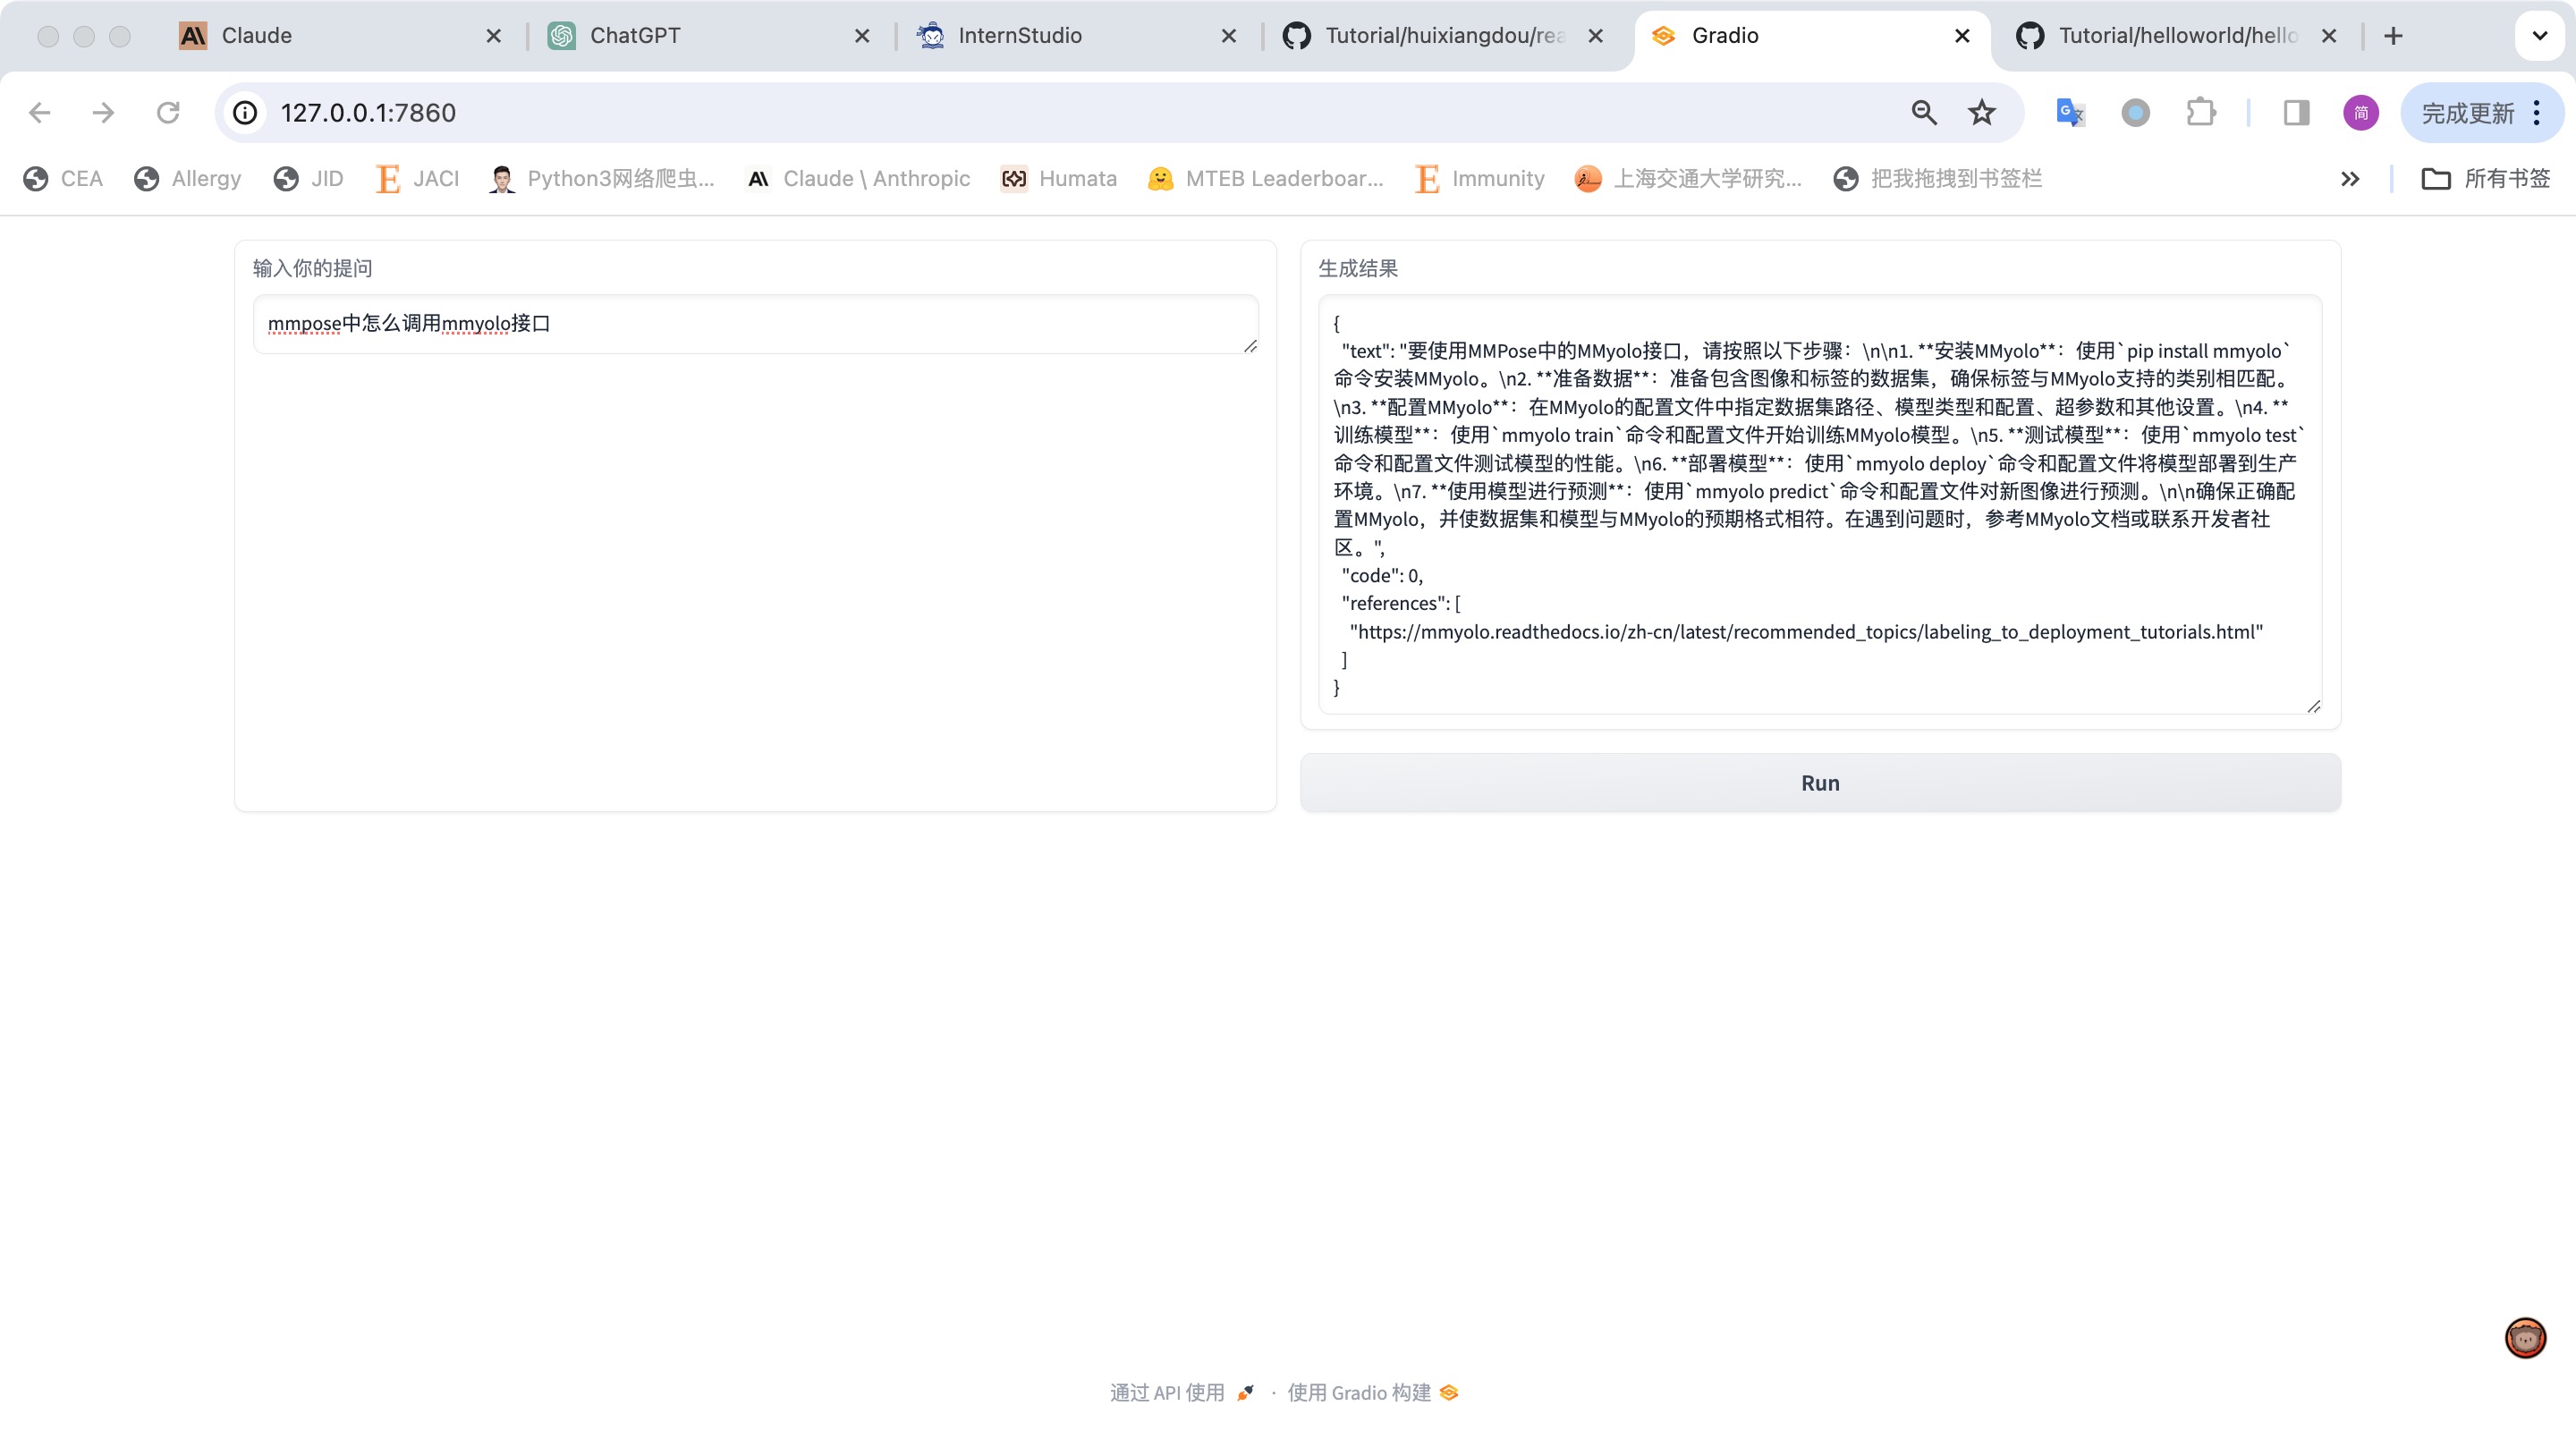 Claude
ChatGPT
InternStudio
Tutorial/huixiangdou/rea
Gradio
Tutorial/helloworld/hello
127.0.0.1:7860
简
完成更新
CEA
Allergy
JID
JACI
Python3网络爬虫...
Claude \ Anthropic
Humata
MTEB Leaderboar...
Immunity
上海交通大学研究...
把我拖拽到书签栏
所有书签
输入你的提问
mmpose中怎么调用mmyolo接口
生成结果
{
"text": "要使用MMPose中的MMyolo接口，请按照以下步骤：\n\n1. **安装MMyolo**：使用`pip install mmyolo`
命令安装MMyolo。\n2. **准备数据**：准备包含图像和标签的数据集，确保标签与MMyolo支持的类别相匹配。
\n3. **配置MMyolo**：在MMyolo的配置文件中指定数据集路径、模型类型和配置、超参数和其他设置。\n4. **
训练模型**：使用`mmyolo train`命令和配置文件开始训练MMyolo模型。\n5. **测试模型**：使用`mmyolo test`
命令和配置文件测试模型的性能。\n6. **部署模型**：使用`mmyolo deploy`命令和配置文件将模型部署到生产
环境。\n7. **使用模型进行预测**：使用`mmyolo predict`命令和配置文件对新图像进行预测。\n\n确保正确配
置MMyolo，并使数据集和模型与MMyolo的预期格式相符。在遇到问题时，参考MMyolo文档或联系开发者社
区。",
"code": 0,
"references": [
"https://mmyolo.readthedocs.io/zh-cn/latest/recommended_topics/labeling_to_deployment_tutorials.html"
]
}
Run
通过 API 使用 · 使用 Gradio 构建